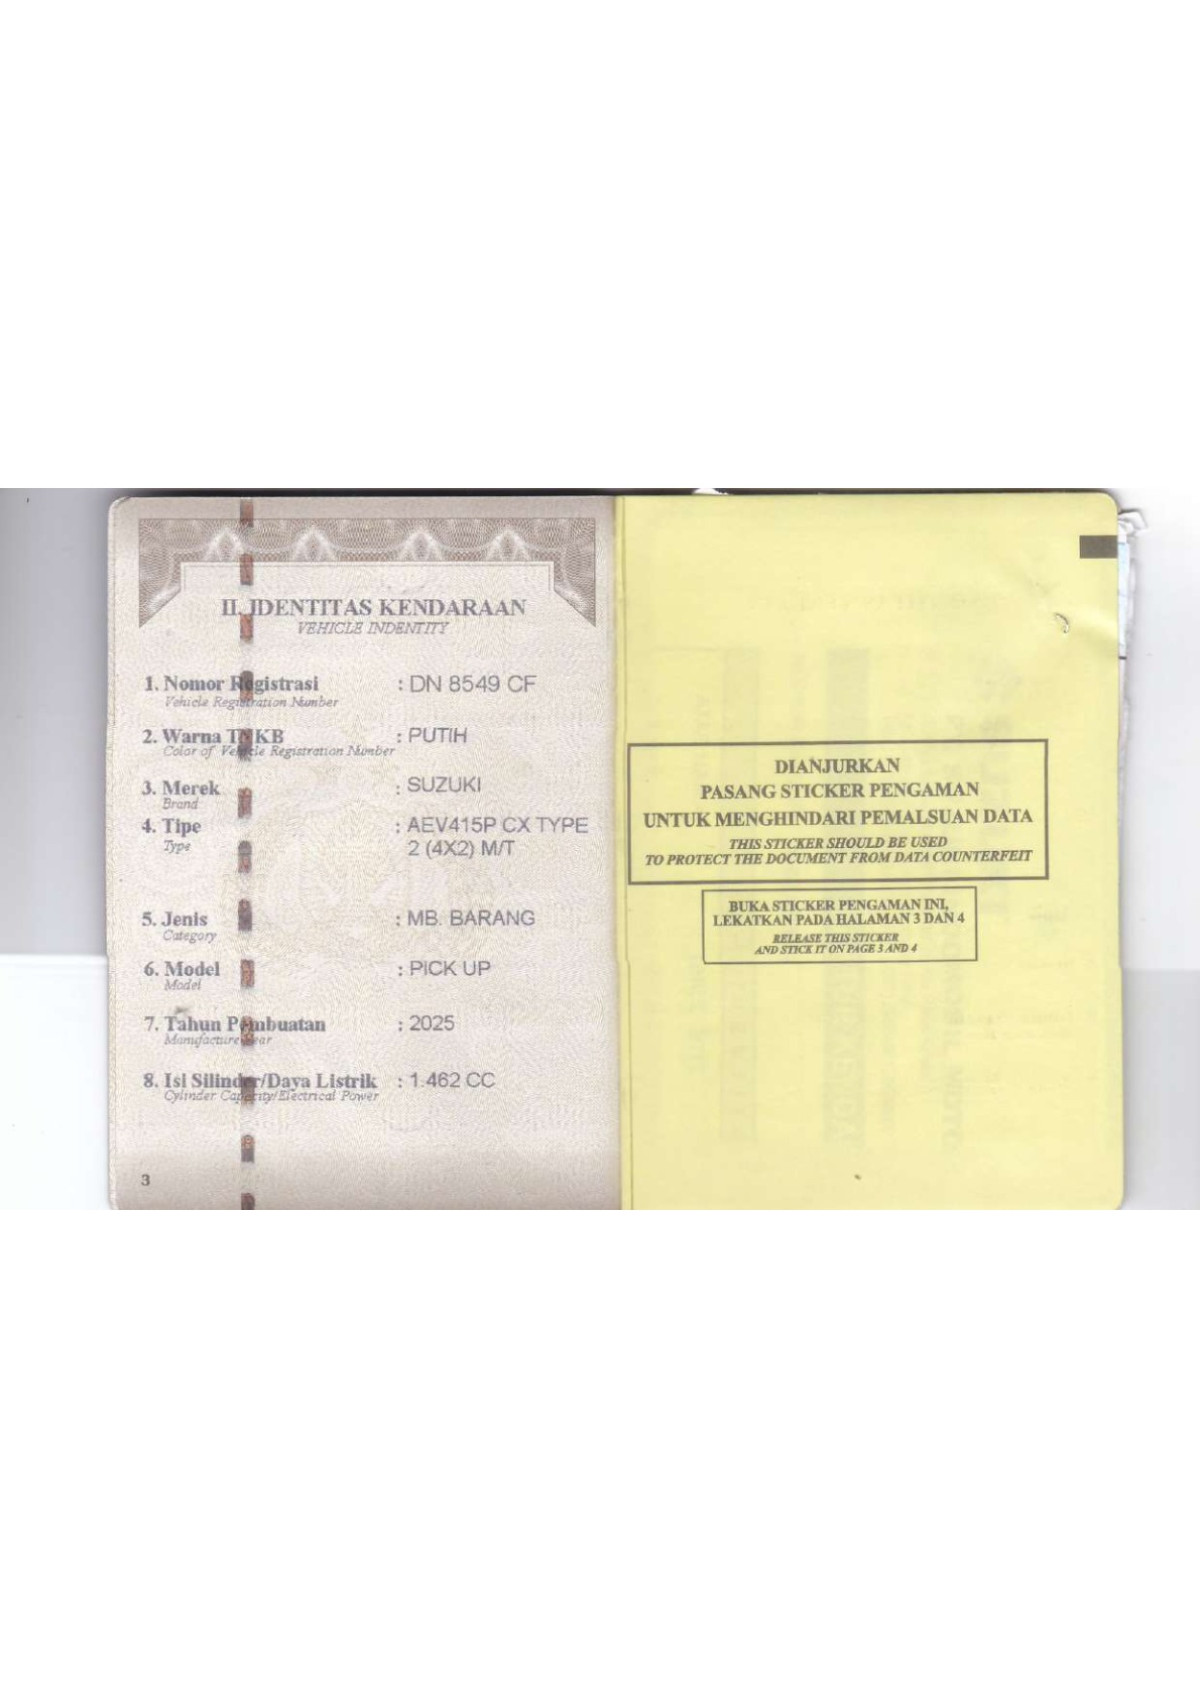 II. IDENTITAS KENDARAAN
VEHICLE INDENTITY
1. Nomor Registrasi : DN 8549 CF
Vehicle Registration Number
2. Warna TNKB : PUTIH
Color of Vehicle Registration Number
3. Merek : SUZUKI
Brand
4. Tipe : AEV415P CX TYPE
Type 2 (4X2) M/T
5. Jenis : MB. BARANG
Category
6. Model : PICK UP
Model
7. Tahun Pembuatan : 2025
Manufacture Year
8. Isi Silinder/Daya Listrik : 1.462 CC
Cylinder Capacity/Electrical Power
3
DIANJURKAN
PASANG STICKER PENGAMAN
UNTUK MENGHINDARI PEMALSUAN DATA
THIS STICKER SHOULD BE USED
TO PROTECT THE DOCUMENT FROM DATA COUNTERFEIT
BUKA STICKER PENGAMAN INI,
LEKATKAN PADA HALAMAN 3 DAN 4
RELEASE THIS STICKER
AND STICK IT ON PAGE 3 AND 4